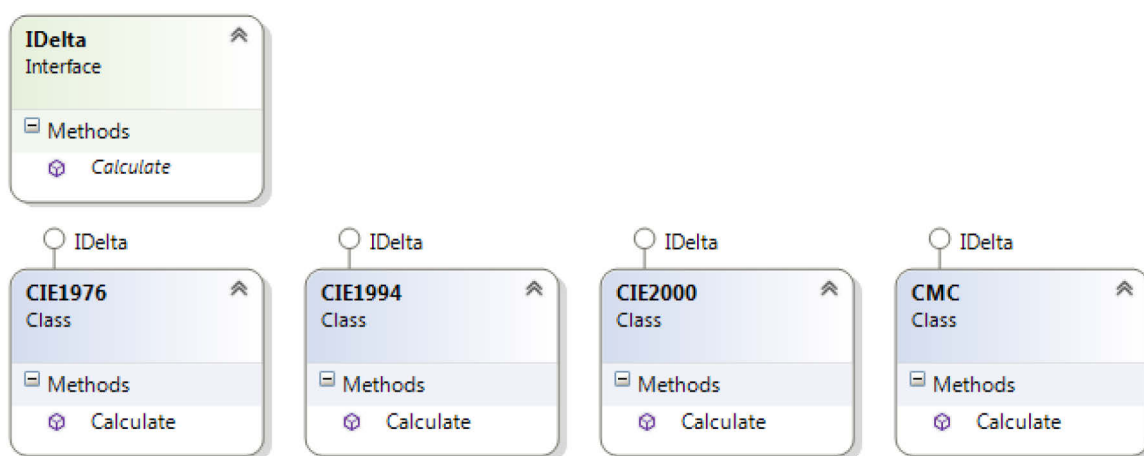 IDelta
Interface
Methods
Calculate
IDelta
IDelta
IDelta
IDelta
CIE1976
CIE1994
CIE2000
CMC
Class
Class
Class
Class
Methods
Methods
Methods
Methods
Calculate
Calculate
Calculate
Calculate